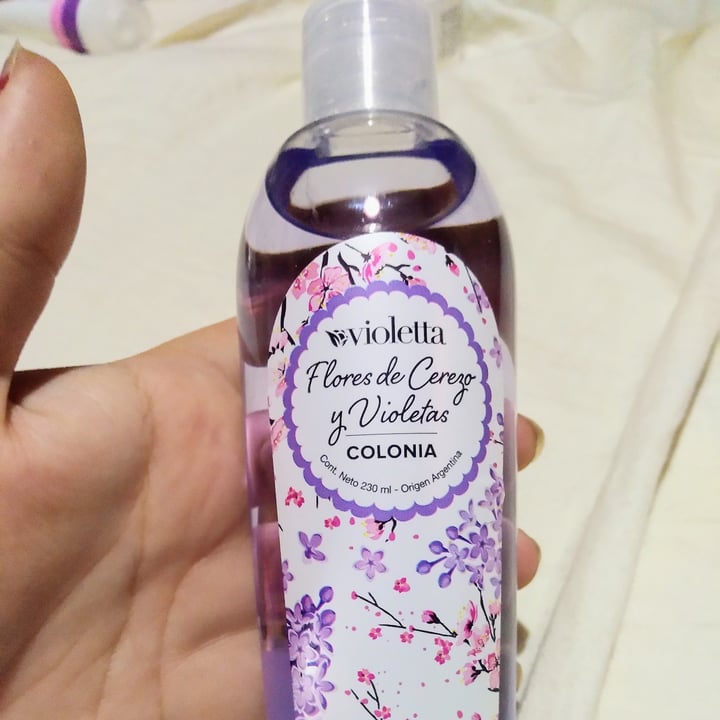 violetta
Flores de Cerezo
y Violetas
COLONIA
Cont. Neto 230 ml - Origen Argentina